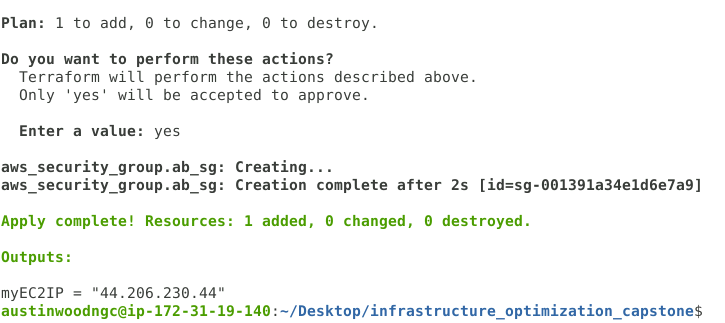 Plan: 1 to add, 0 to change, 0 to destroy.
Do you want to perform these actions?
Terraform will perform the actions described above.
Only 'yes' will be accepted to approve.
Enter a value: yes
aws_security_group.ab_sg: Creating...
aws_security_group.ab_sg: Creation complete after 2s [id=sg-001391a34e1d6e7a9]
Apply complete! Resources: 1 added, 0 changed, 0 destroyed.
Outputs:
myEC2IP = "44.206.230.44"
austinwoodngc@ip-172-31-19-140:~/Desktop/infrastructure_optimization_capstone$